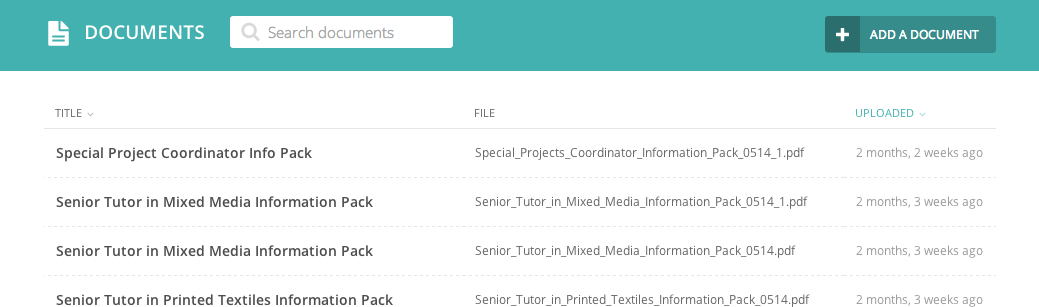 DOCUMENTS
Search documents
ADD A DOCUMENT
TITLE FILE UPLOADED
Special Project Coordinator Info Pack Special_Projects_Coordinator_Information_Pack_0514_1.pdf 2 months, 2 weeks ago
Senior Tutor in Mixed Media Information Pack Senior_Tutor_in_Mixed_Media_Information_Pack_0514_1.pdf 2 months, 3 weeks ago
Senior Tutor in Mixed Media Information Pack Senior_Tutor_in_Mixed_Media_Information_Pack_0514.pdf 2 months, 3 weeks ago
Senior Tutor in Printed Textiles Information Pack Senior_Tutor_in_Printed_Textiles_Information_Pack_0514.pdf 2 months, 3 weeks ago